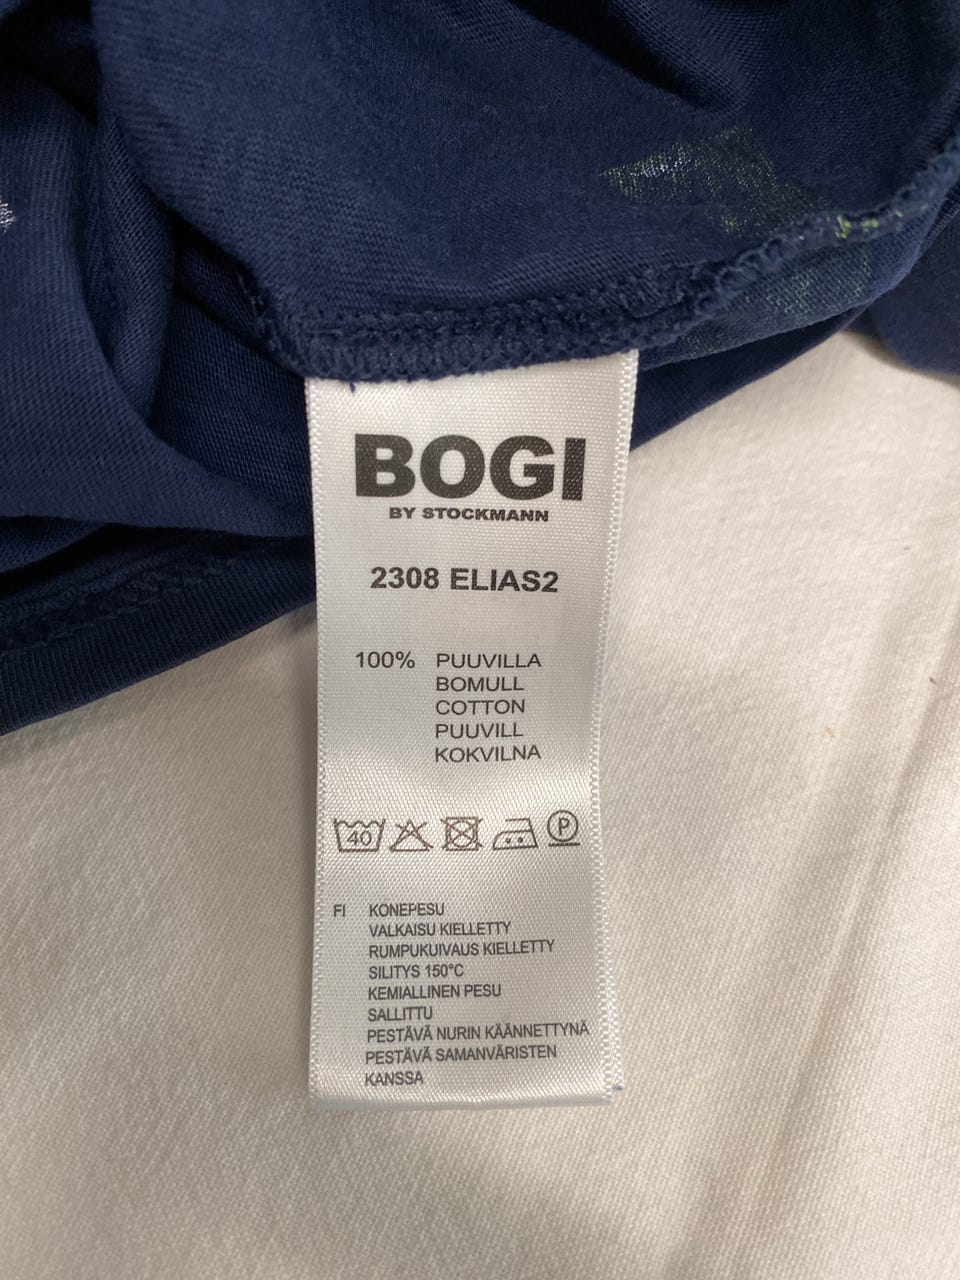 BOGI
BY STOCKMANN
2308 ELIAS2
100% PUUVILLA
BOMULL
COTTON
PUUVILL
KOKVILNA
40 P
FI KONEPESU
VALKAISU KIELLETTY
RUMPUKUIVAUS KIELLETTY
SILITYS 150°C
KEMIALLINEN PESU
SALLITTU
PESTÄVÄ NURIN KÄÄNNETTYNÄ
PESTÄVÄ SAMANVÄRISTEN
KANSSA